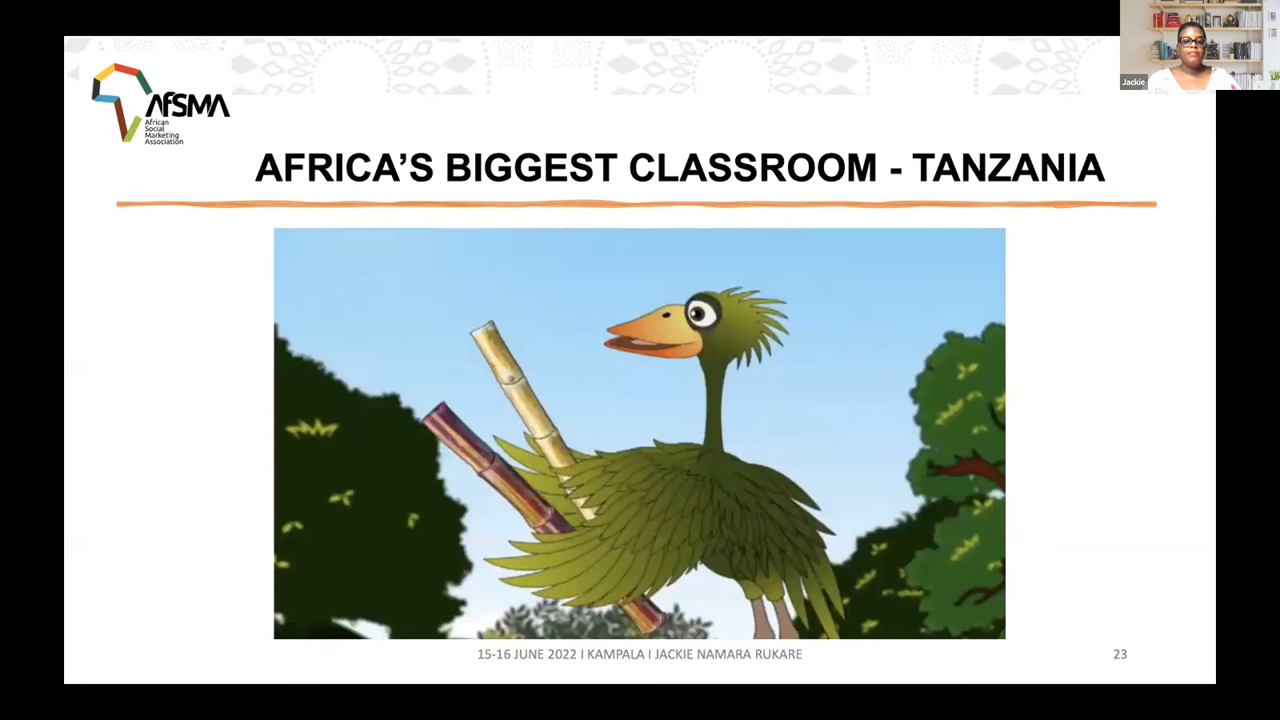 Jackie
AfSMA
African
Social
Marketing
Association
AFRICA'S BIGGEST CLASSROOM - TANZANIA
15-16 JUNE 2022 I KAMPALA I JACKIE NAMARA RUKARE
23